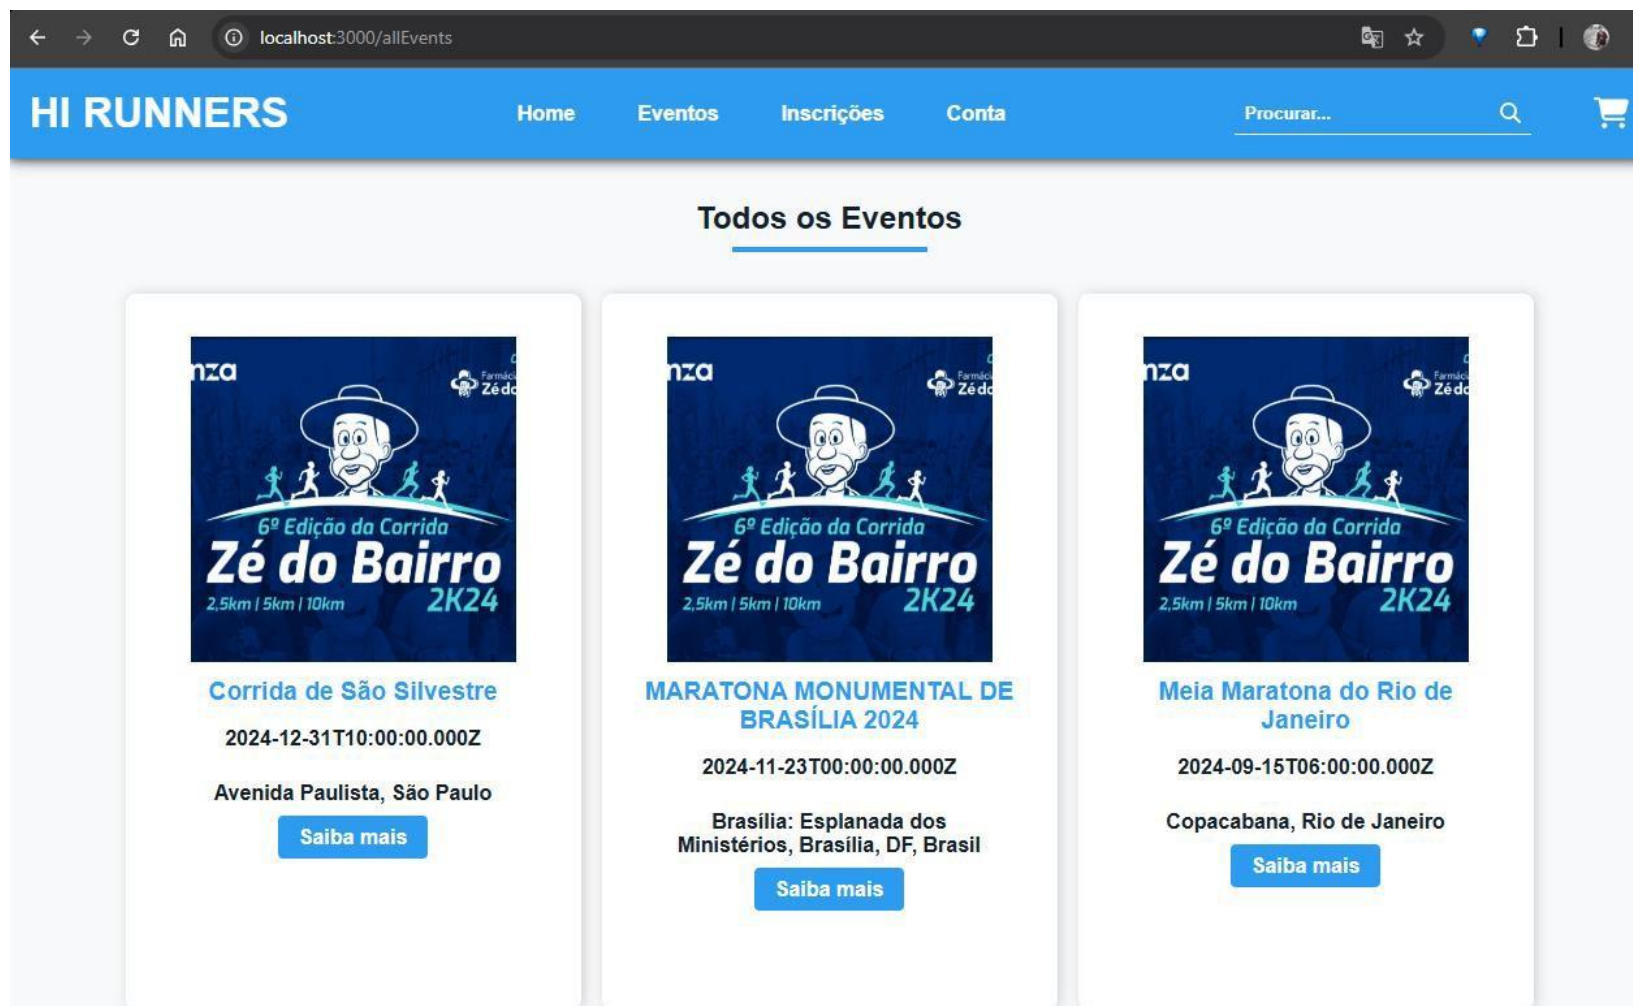 localhost:3000/allEvents
HI RUNNERS
Home
Eventos
Inscrições
Conta
Procurar...
Todos os Eventos
nza
Zé do
6º Edição da Corrida
Zé do Bairro
2,5km | 5km | 10km
2K24
Corrida de São Silvestre
2024-12-31T10:00:00.000Z
Avenida Paulista, São Paulo
Saiba mais
nza
Zé do
6º Edição da Corrida
Zé do Bairro
2,5km | 5km | 10km
2K24
MARATONA MONUMENTAL DE
BRASÍLIA 2024
2024-11-23T00:00:00.000Z
Brasília: Esplanada dos
Ministérios, Brasília, DF, Brasil
Saiba mais
nza
Zé do
6º Edição da Corrida
Zé do Bairro
2,5km | 5km | 10km
2K24
Meia Maratona do Rio de
Janeiro
2024-09-15T06:00:00.000Z
Copacabana, Rio de Janeiro
Saiba mais